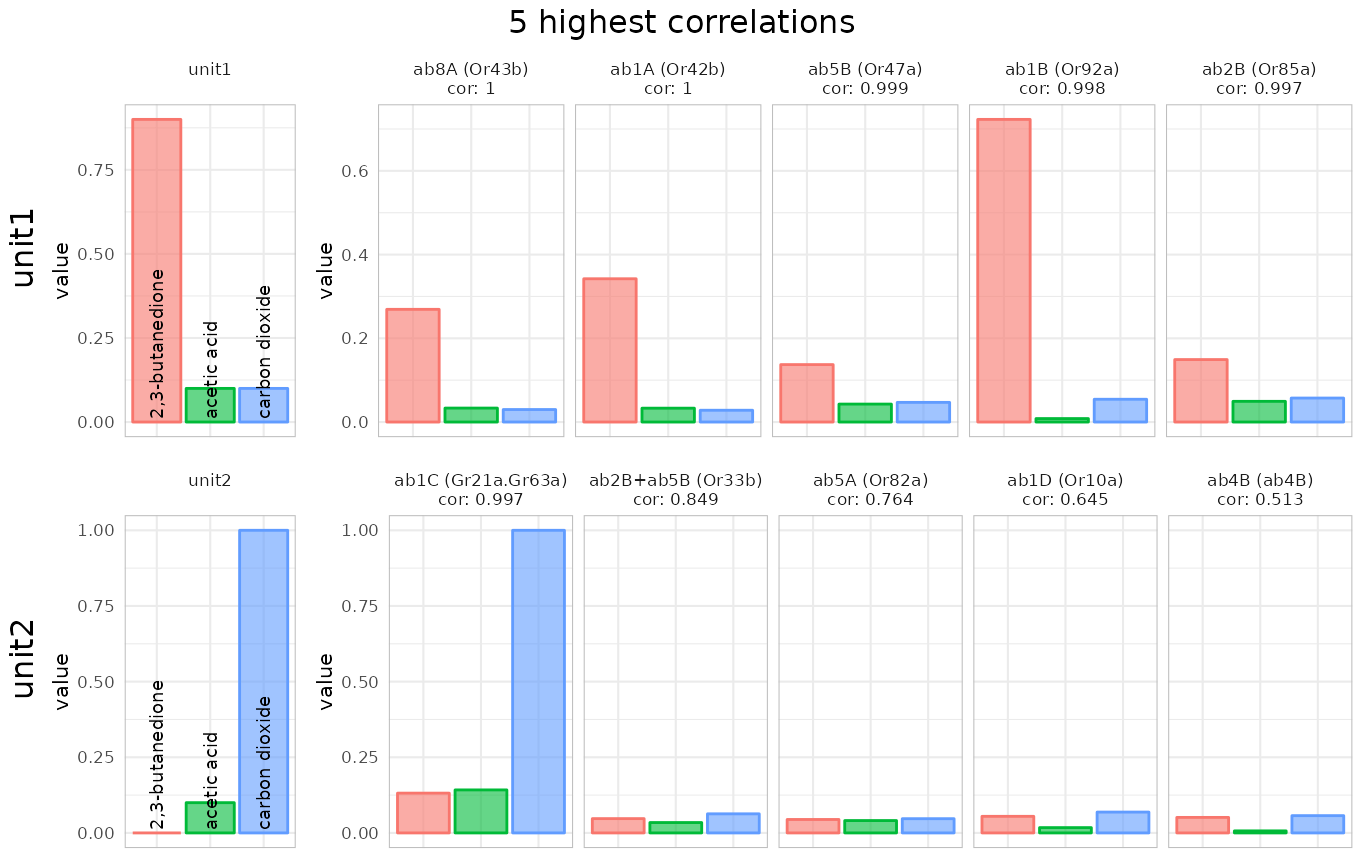 5 highest correlations
unit1
unit1
value
0.75
0.50
0.25
0.00
2,3-butanedione
acetic acid
carbon dioxide
value
0.6
0.4
0.2
0.0
ab8A (Or43b)
cor: 1
ab1A (Or42b)
cor: 1
ab5B (Or47a)
cor: 0.999
ab1B (Or92a)
cor: 0.998
ab2B (Or85a)
cor: 0.997
unit2
unit2
value
1.00
0.75
0.50
0.25
0.00
2,3-butanedione
acetic acid
carbon dioxide
value
1.00
0.75
0.50
0.25
0.00
ab1C (Gr21a.Gr63a)
cor: 0.997
ab2B+ab5B (Or33b)
cor: 0.849
ab5A (Or82a)
cor: 0.764
ab1D (Or10a)
cor: 0.645
ab4B (ab4B)
cor: 0.513